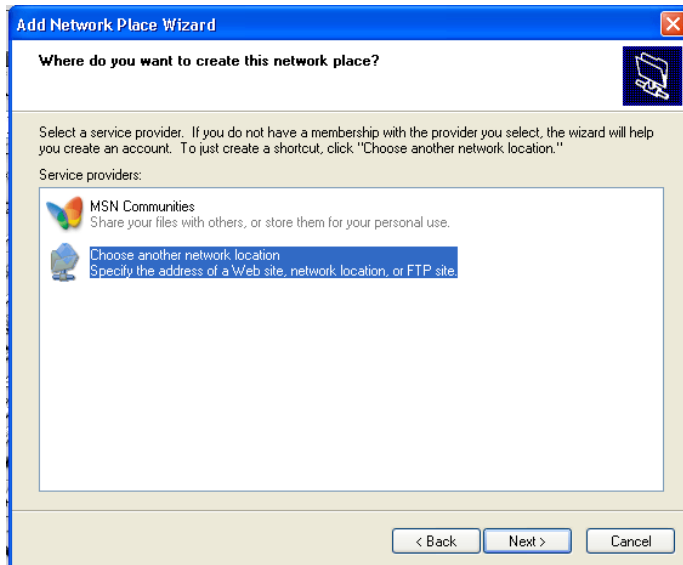 Add Network Place Wizard
Where do you want to create this network place?
Select a service provider. If you do not have a membership with the provider you select, the wizard will help
you create an account. To just create a shortcut, click "Choose another network location."
Service providers:
MSN Communities
Share your files with others, or store them for your personal use.
Choose another network location
Specify the address of a Web site, network location, or FTP site.
< Back Next > Cancel